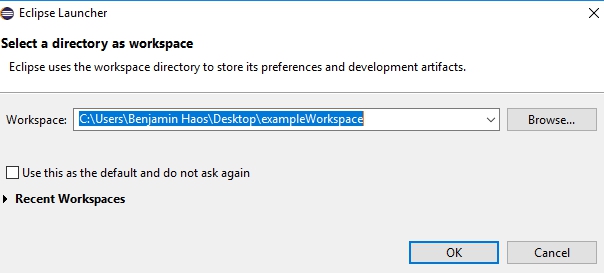 Eclipse Launcher
Select a directory as workspace
Eclipse uses the workspace directory to store its preferences and development artifacts.
Workspace: C:\Users\Benjamin Haos\Desktop\exampleWorkspace Browse...
Use this as the default and do not ask again
Recent Workspaces
OK Cancel